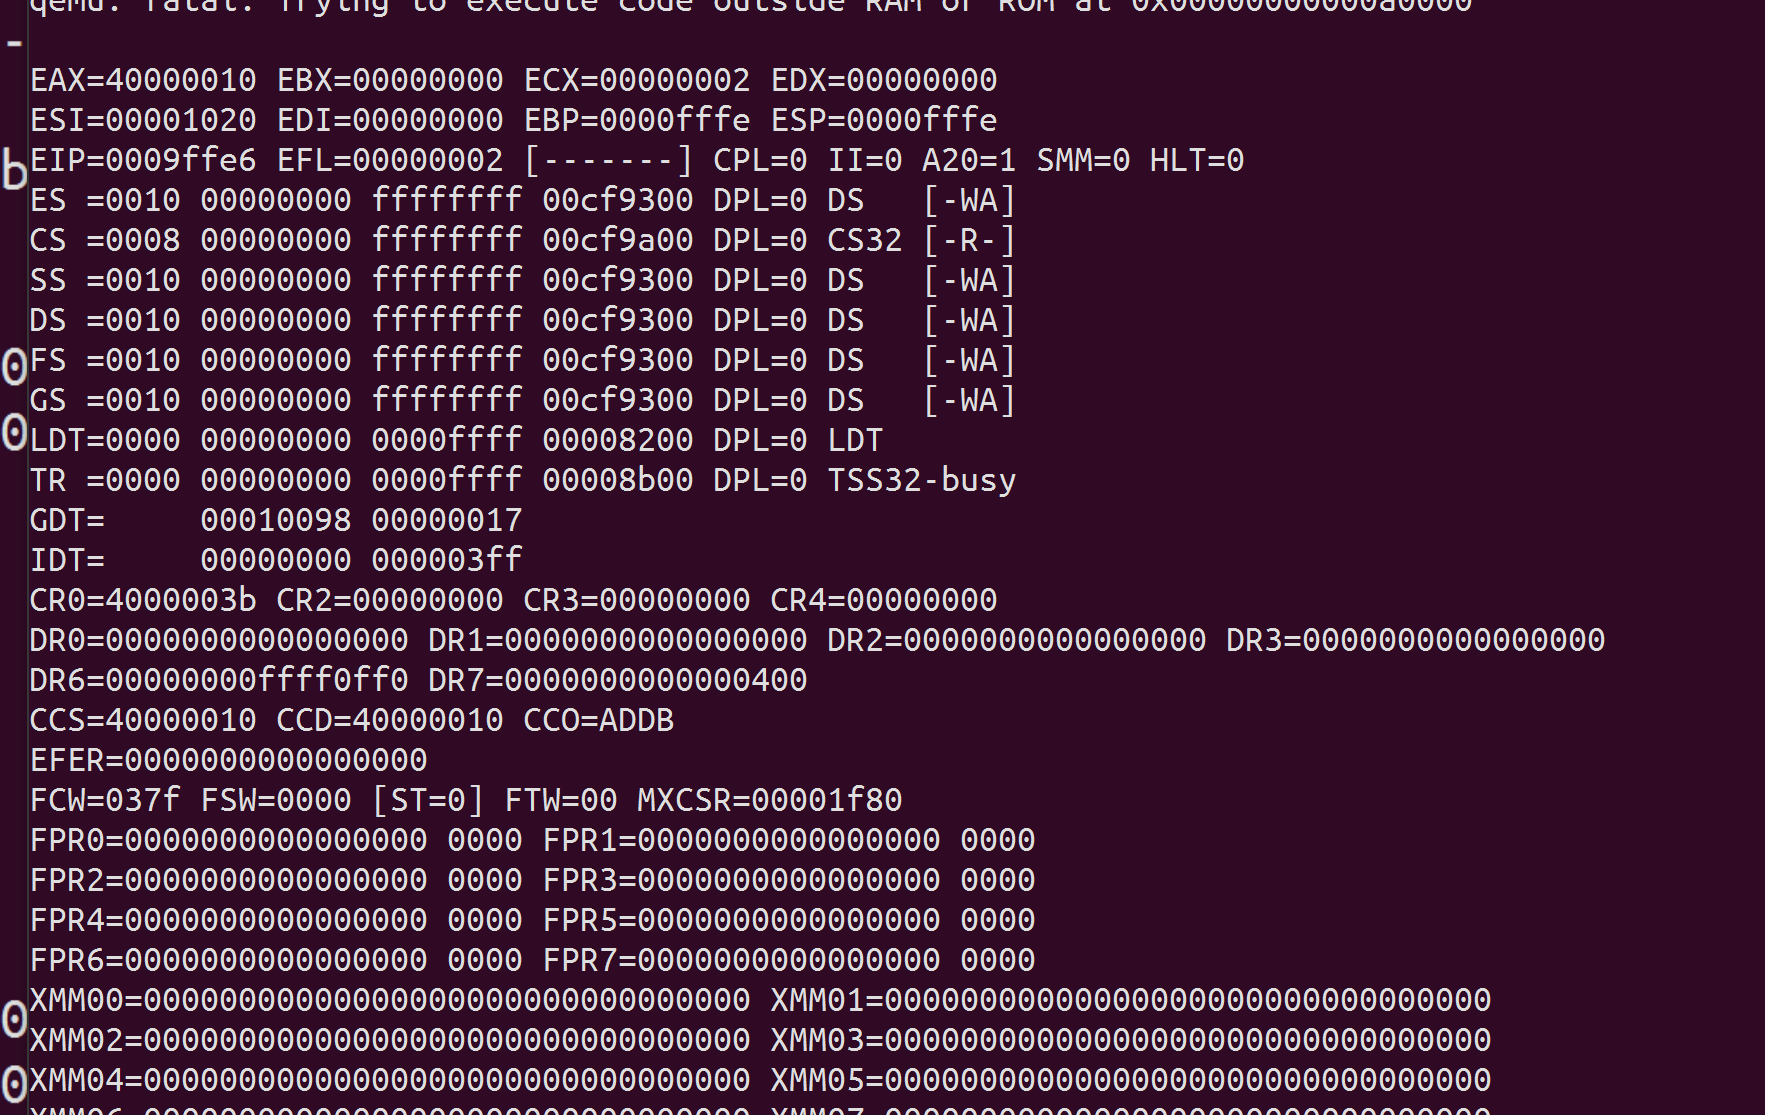 qemu: fatal: Trying to execute code outside RAM or ROM at 0x00000000000a0000
-
EAX=40000010 EBX=00000000 ECX=00000002 EDX=00000000
ESI=00001020 EDI=00000000 EBP=0000fffe ESP=0000fffe
b
EIP=0009ffe6 EFL=00000002 [-------] CPL=0 II=0 A20=1 SMM=0 HLT=0
ES =0010 00000000 ffffffff 00cf9300 DPL=0 DS   [-WA]
CS =0008 00000000 ffffffff 00cf9a00 DPL=0 CS32 [-R-]
SS =0010 00000000 ffffffff 00cf9300 DPL=0 DS   [-WA]
DS =0010 00000000 ffffffff 00cf9300 DPL=0 DS   [-WA]
0
FS =0010 00000000 ffffffff 00cf9300 DPL=0 DS   [-WA]
GS =0010 00000000 ffffffff 00cf9300 DPL=0 DS   [-WA]
0
LDT=0000 00000000 0000ffff 00008200 DPL=0 LDT
TR =0000 00000000 0000ffff 00008b00 DPL=0 TSS32-busy
GDT=     00010098 00000017
IDT=     00000000 000003ff
CR0=4000003b CR2=00000000 CR3=00000000 CR4=00000000
DR0=0000000000000000 DR1=0000000000000000 DR2=0000000000000000 DR3=0000000000000000
DR6=00000000ffff0ff0 DR7=0000000000000400
CCS=40000010 CCD=40000010 CCO=ADDB
EFER=0000000000000000
FCW=037f FSW=0000 [ST=0] FTW=00 MXCSR=00001f80
FPR0=0000000000000000 0000 FPR1=0000000000000000 0000
FPR2=0000000000000000 0000 FPR3=0000000000000000 0000
FPR4=0000000000000000 0000 FPR5=0000000000000000 0000
FPR6=0000000000000000 0000 FPR7=0000000000000000 0000
XMM00=00000000000000000000000000000000 XMM01=00000000000000000000000000000000
0
XMM02=00000000000000000000000000000000 XMM03=00000000000000000000000000000000
0
XMM04=00000000000000000000000000000000 XMM05=00000000000000000000000000000000